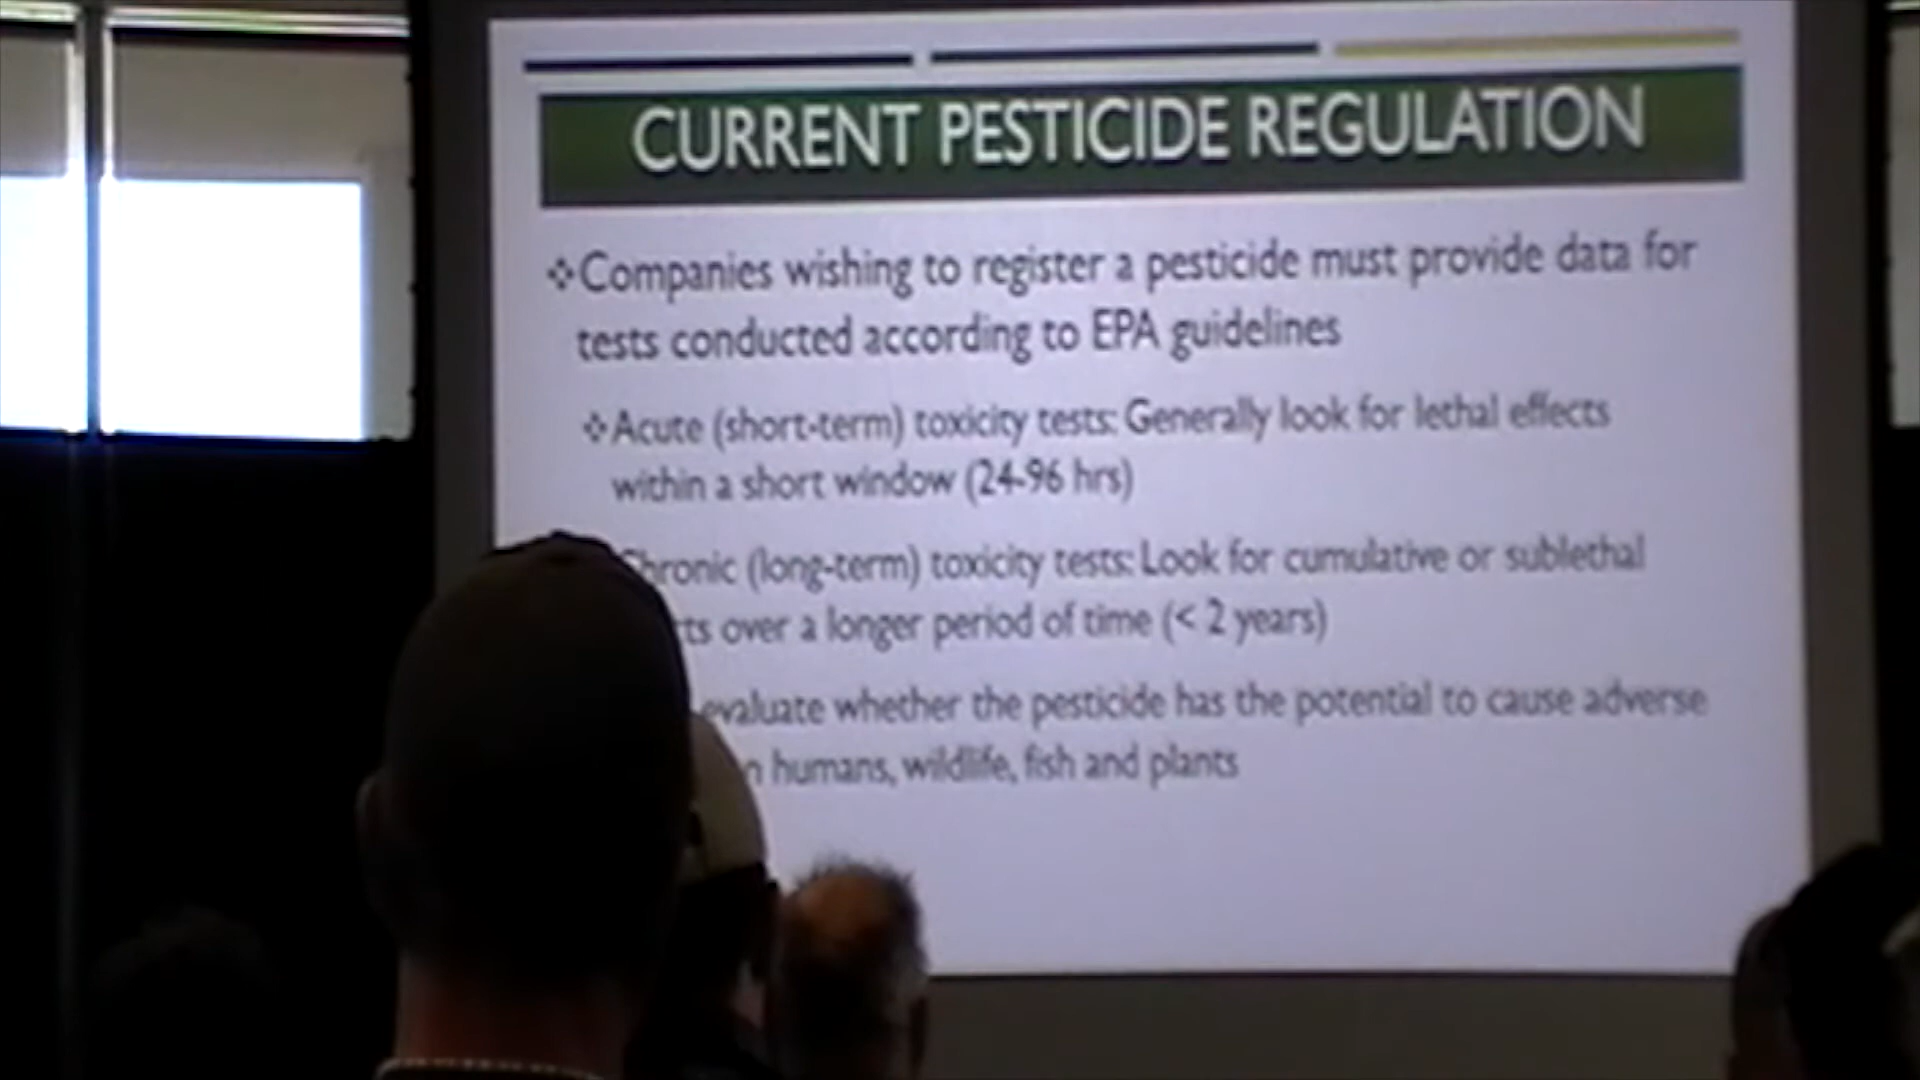 CURRENT PESTICIDE REGULATION
❖Companies wishing to register a pesticide must provide data for
tests conducted according to EPA guidelines
❖Acute (short-term) toxicity tests: Generally look for lethal effects
within a short window (24-96 hrs)
Chronic (long-term) toxicity tests: Look for cumulative or sublethal
over a longer period of time (< 2 years)
evaluate whether the pesticide has the potential to cause adverse
humans, wildlife, fish and plants